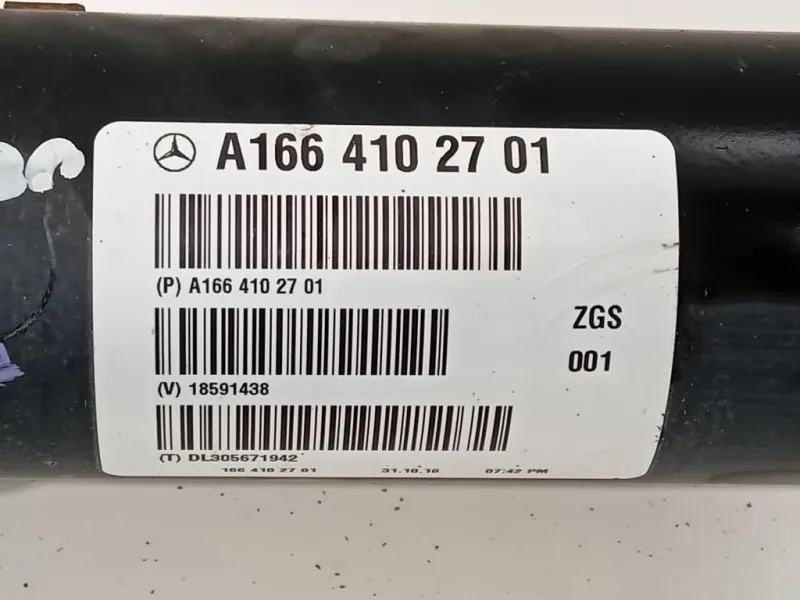 A166 410 27 01
(P) A166 410 27 01
ZGS
001
(V) 18591438
(T) DL305671942
166 410 27 01 31.10.16 07:42 PM